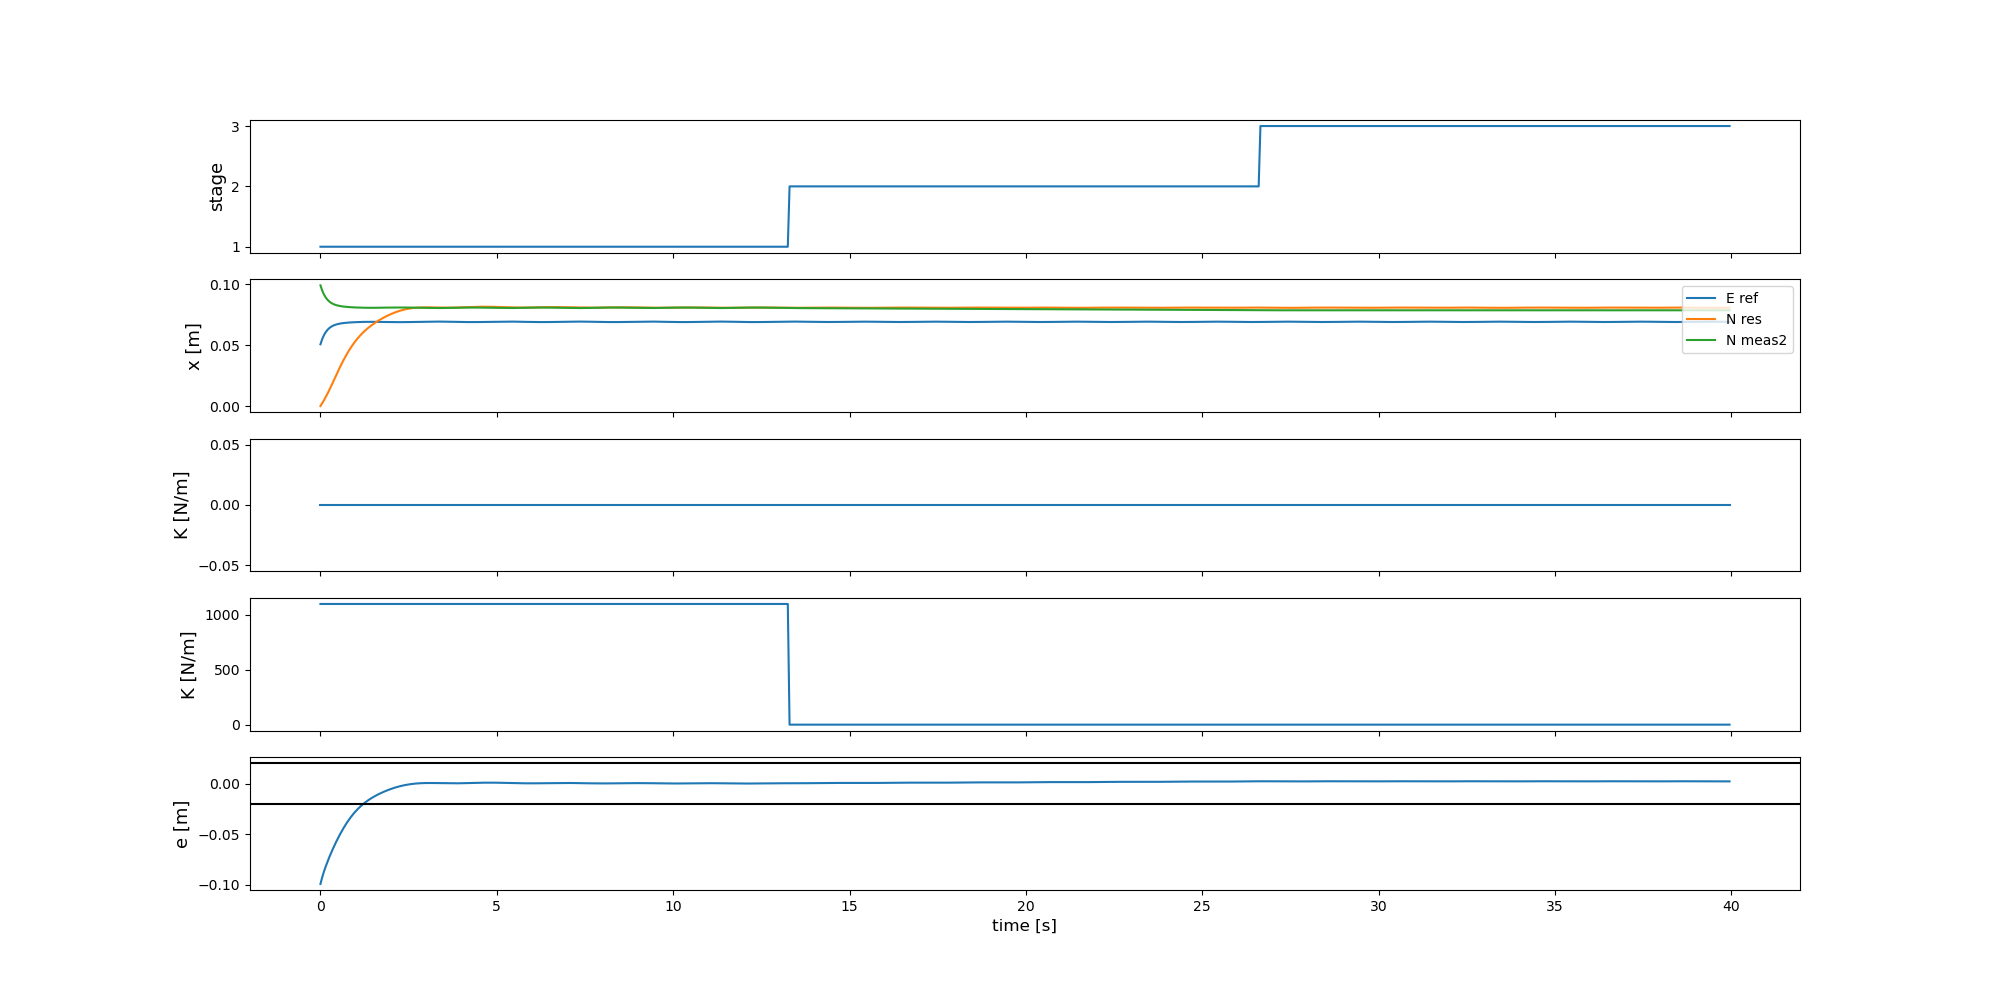 3
2
1
stage
0.10
0.05
0.00
x [m]
E ref
N res
N meas2
0.05
0.00
−0.05
K [N/m]
1000
500
0
K [N/m]
0.00
−0.05
−0.10
e [m]
0 5 10 15 20 25 30 35 40
time [s]